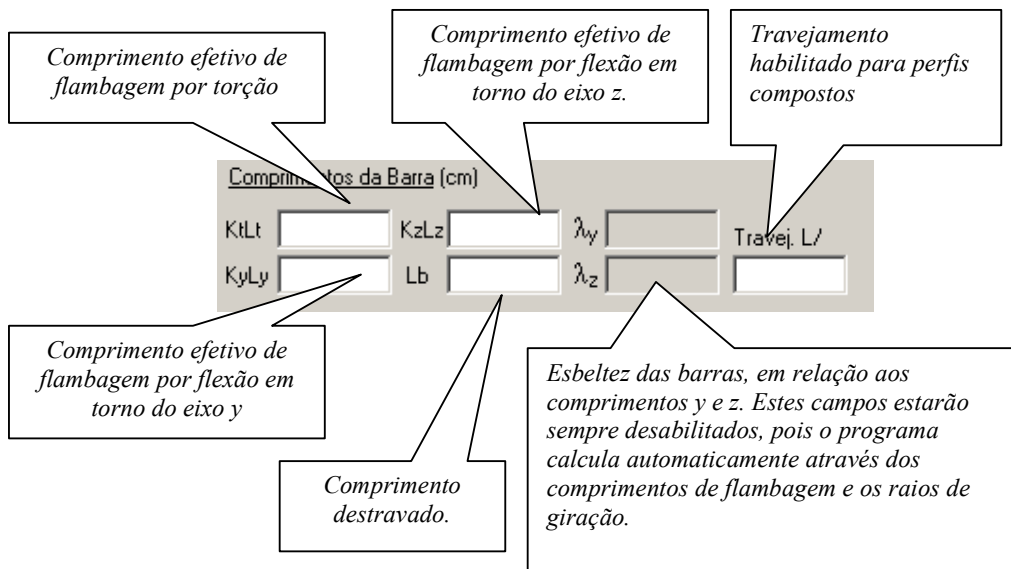 Comprimento efetivo de
flambagem por torção
Comprimento efetivo de
flambagem por flexão em
torno do eixo z.
Travejamento
habilitado para perfis
compostos
Comprimentos da Barra (cm)
KtLt
KzLz
λy
Travej. L/
KyLy
Lb
λz
Comprimento efetivo de
flambagem por flexão em
torno do eixo y
Comprimento
destravado.
Esbeltez das barras, em relação aos
comprimentos y e z. Estes campos estarão
sempre desabilitados, pois o programa
calcula automaticamente através dos
comprimentos de flambagem e os raios de
giração.